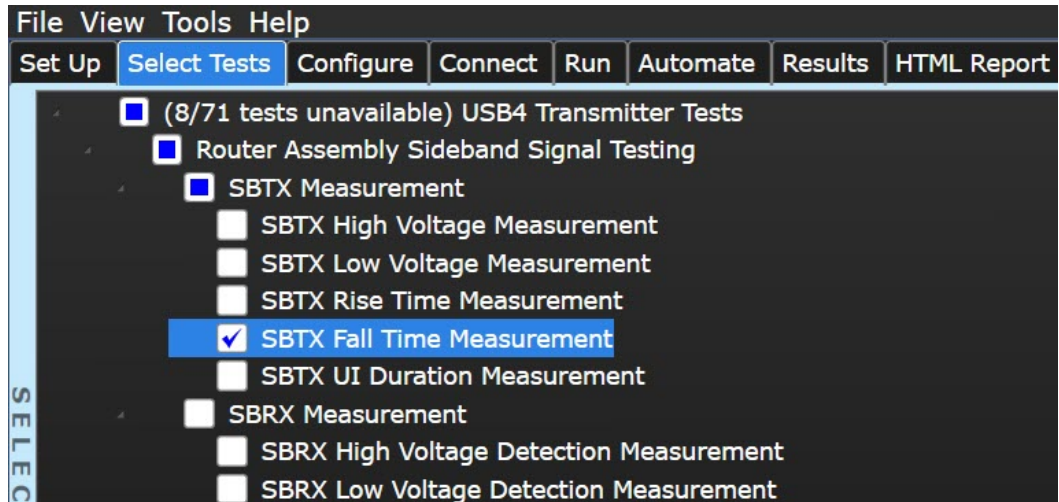 File View Tools Help
Set Up Select Tests Configure Connect Run Automate Results HTML Report
(8/71 tests unavailable) USB4 Transmitter Tests
Router Assembly Sideband Signal Testing
SBTX Measurement
SBTX High Voltage Measurement
SBTX Low Voltage Measurement
SBTX Rise Time Measurement
SBTX Fall Time Measurement
SBTX UI Duration Measurement
SBRX Measurement
SBRX High Voltage Detection Measurement
SBRX Low Voltage Detection Measurement
SELEC